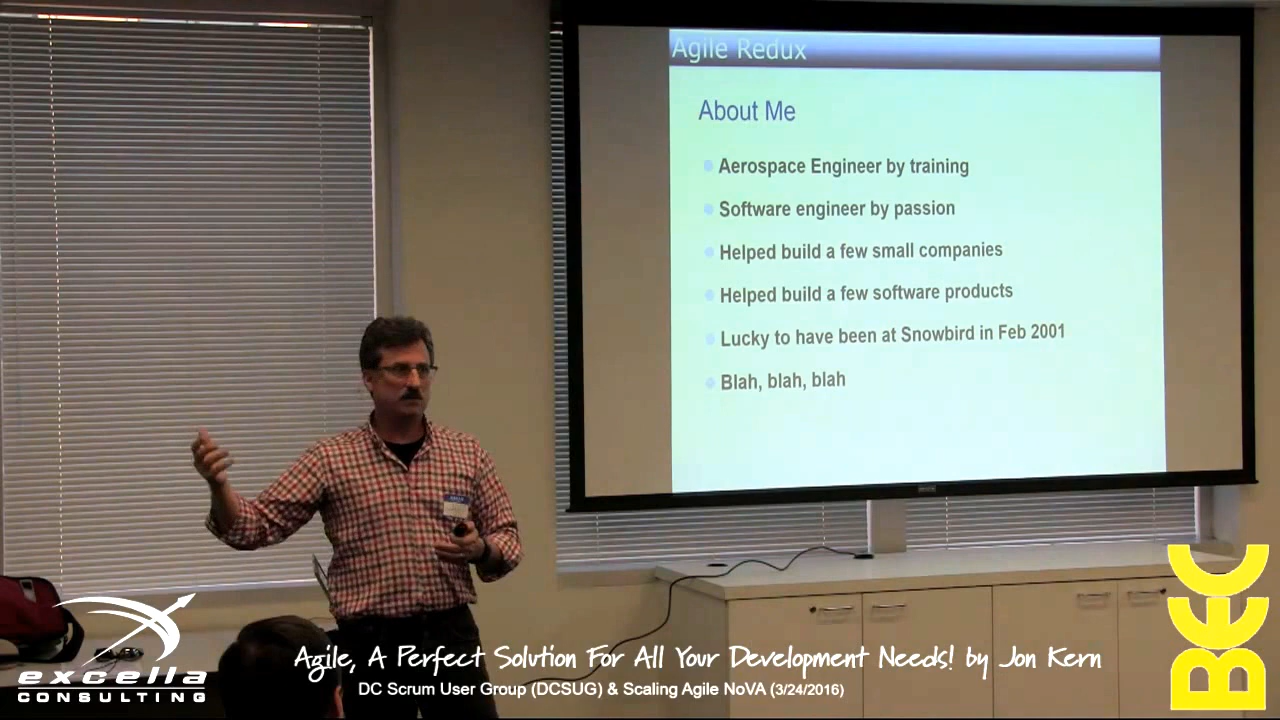 Agile Redux
About Me
Aerospace Engineer by training
Software engineer by passion
Helped build a few small companies
Helped build a few software products
Lucky to have been at Snowbird in Feb 2001
Blah, blah, blah
excella
CONSULTING
Agile, A Perfect Solution For All Your Development Needs! by Jon Kern
DC Scrum User Group (DCSUG) & Scaling Agile NoVA (3/24/2016)
BEC